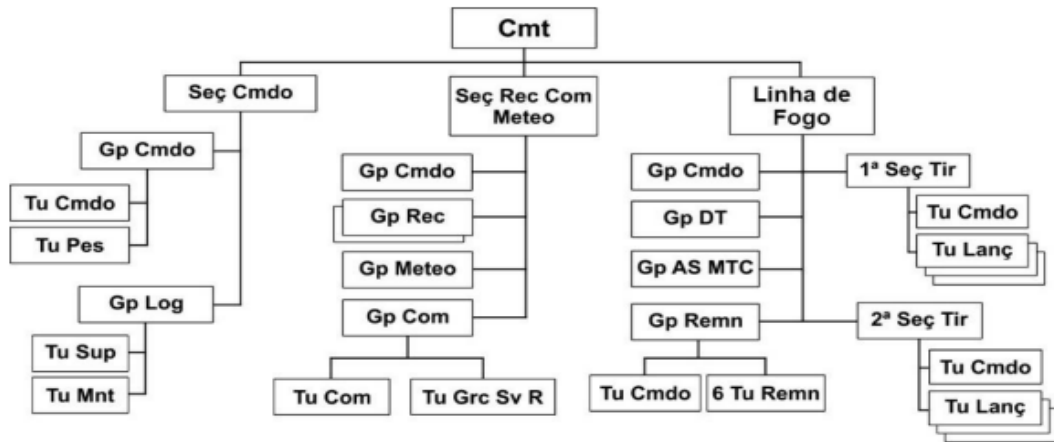 Cmt
Seç Cmdo
Gp Cmdo
Tu Cmdo
Tu Pes
Gp Log
Tu Sup
Tu Mnt
Seç Rec Com
Meteo
Gp Cmdo
Gp Rec
Gp Meteo
Gp Com
Tu Com
Tu Grc Sv R
Linha de
Fogo
Gp Cmdo
Gp DT
Gp AS MTC
Gp Remn
Tu Cmdo
6 Tu Remn
1ª Seç Tir
Tu Cmdo
Tu Lanç
2ª Seç Tir
Tu Cmdo
Tu Lanç